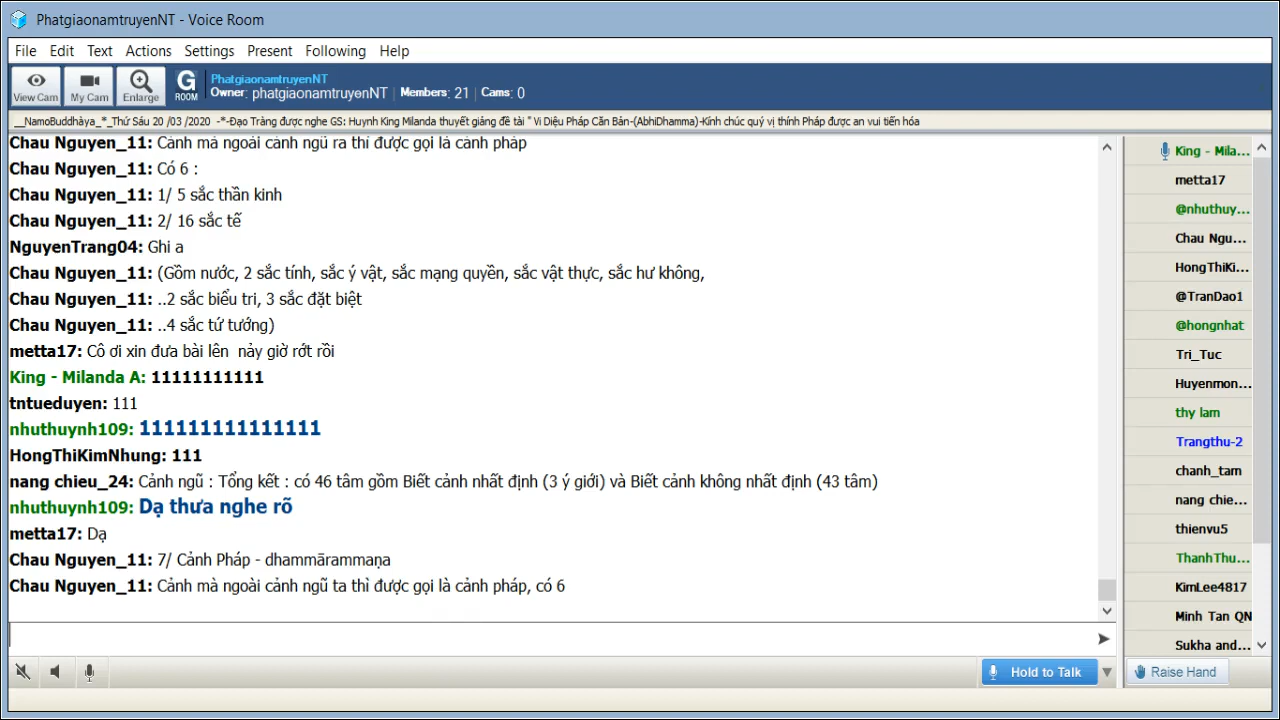 PhatgiaonamtruyenNT - Voice Room
File Edit Text Actions Settings Present Following Help
View Cam My Cam Enlarge G ROOM
PhatgiaonamtruyenNT
Owner: phatgiaonamtruyenNT Members: 21 Cams: 0
__NamoBuddhàya_*_Thứ Sáu 20 /03 /2020 -*-Đạo Tràng được nghe GS: Huỳnh King Milanda thuyết giảng đề tài " Vi Diệu Pháp Căn Bản-(AbhiDhamma)-Kính chúc quý vị thính Pháp được an vui tiến hóa
Chau Nguyen_11: Cảnh mà ngoài cảnh ngũ ra thì được gọi là cảnh pháp
Chau Nguyen_11: Có 6 :
Chau Nguyen_11: 1/ 5 sắc thần kinh
Chau Nguyen_11: 2/ 16 sắc tế
NguyenTrang04: Ghi a
Chau Nguyen_11: (Gồm nước, 2 sắc tính, sắc ý vật, sắc mạng quyền, sắc vật thực, sắc hư không,
Chau Nguyen_11: ..2 sắc biểu tri, 3 sắc đặt biệt
Chau Nguyen_11: ..4 sắc tứ tướng)
metta17: Cô ơi xin đưa bài lên nảy giờ rớt rồi
King - Milanda A: 11111111111
tntueduyen: 111
nhuthuynh109: 111111111111111
HongThiKimNhung: 111
nang chieu_24: Cảnh ngũ : Tổng kết : có 46 tâm gồm Biết cảnh nhất định (3 ý giới) và Biết cảnh không nhất định (43 tâm)
nhuthuynh109: Dạ thưa nghe rõ
metta17: Dạ
Chau Nguyen_11: 7/ Cảnh Pháp - dhammārammaṇa
Chau Nguyen_11: Cảnh mà ngoài cảnh ngũ ta thì được gọi là cảnh pháp, có 6
King - Mila...
metta17
@nhuthuy...
Chau Ngu...
HongThiKi...
@TranDao1
@hongnhat
Tri_Tuc
Huyenmon...
thy lam
Trangthu-2
chanh_tam
nang chie...
thienvu5
ThanhThu...
KimLee4817
Minh Tan QN
Sukha and...
Hold to Talk
Raise Hand